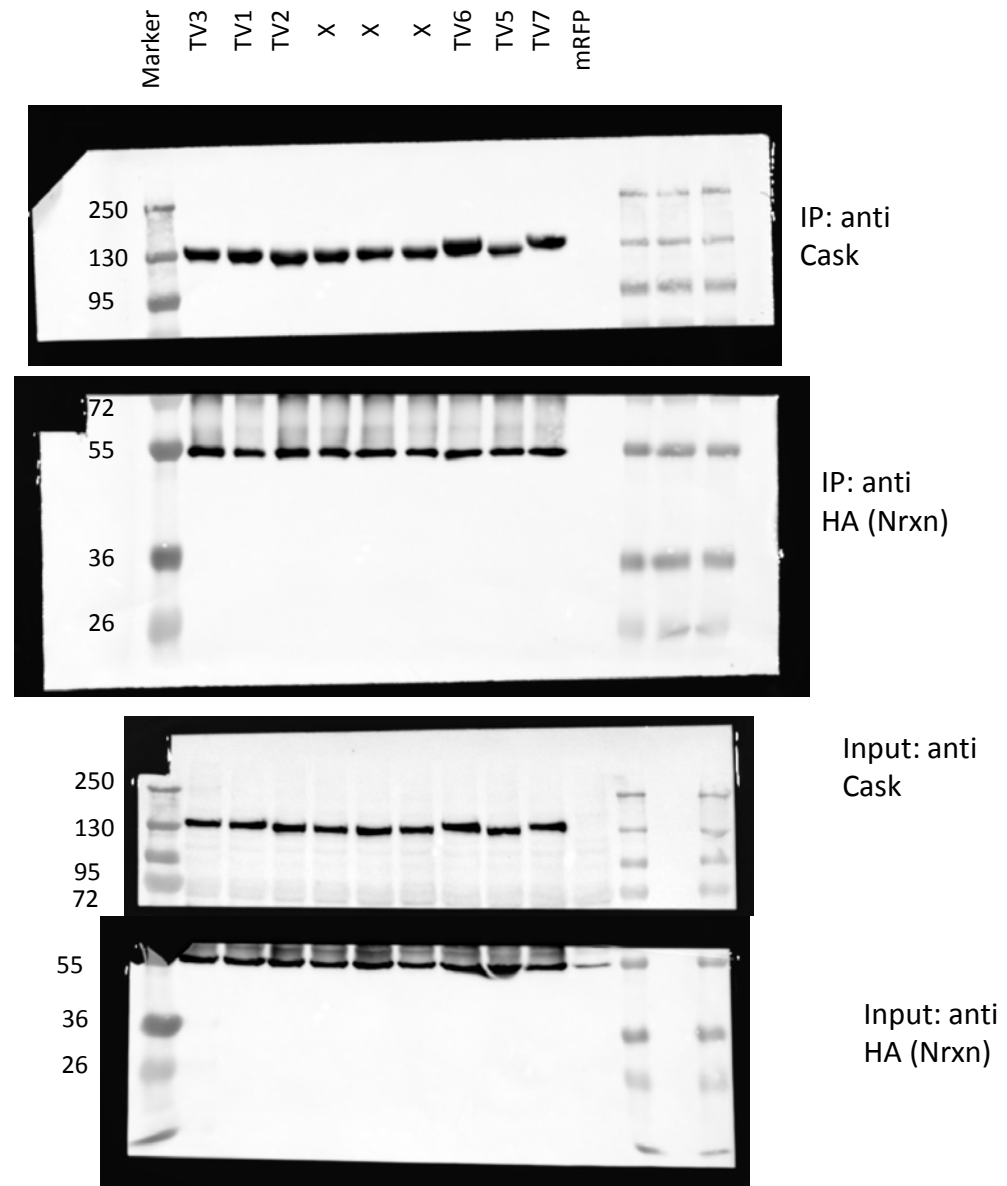 Marker TV3 TV1 TV2 X X X TV6 TV5 TV7 mRFP
250
130
95
IP: anti
Cask
72
55
36
26
IP: anti
HA (Nrxn)
250
130
95
72
Input: anti
Cask
55
36
26
Input: anti
HA (Nrxn)